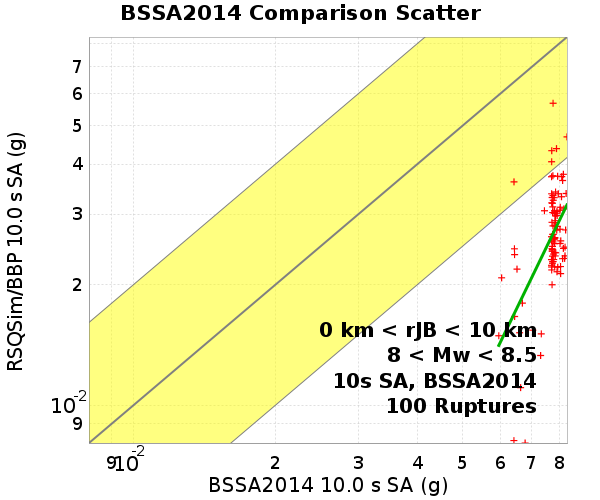 BSSA2014 Comparison Scatter
RSQSim/BBP 10.0 s SA (g)
7
6
5
4
3
2
10-2
9
0 km < rJB < 10 km
8 < Mw < 8.5
10s SA, BSSA2014
100 Ruptures
9 10-2 2 3 4 5 6 7 8
BSSA2014 10.0 s SA (g)